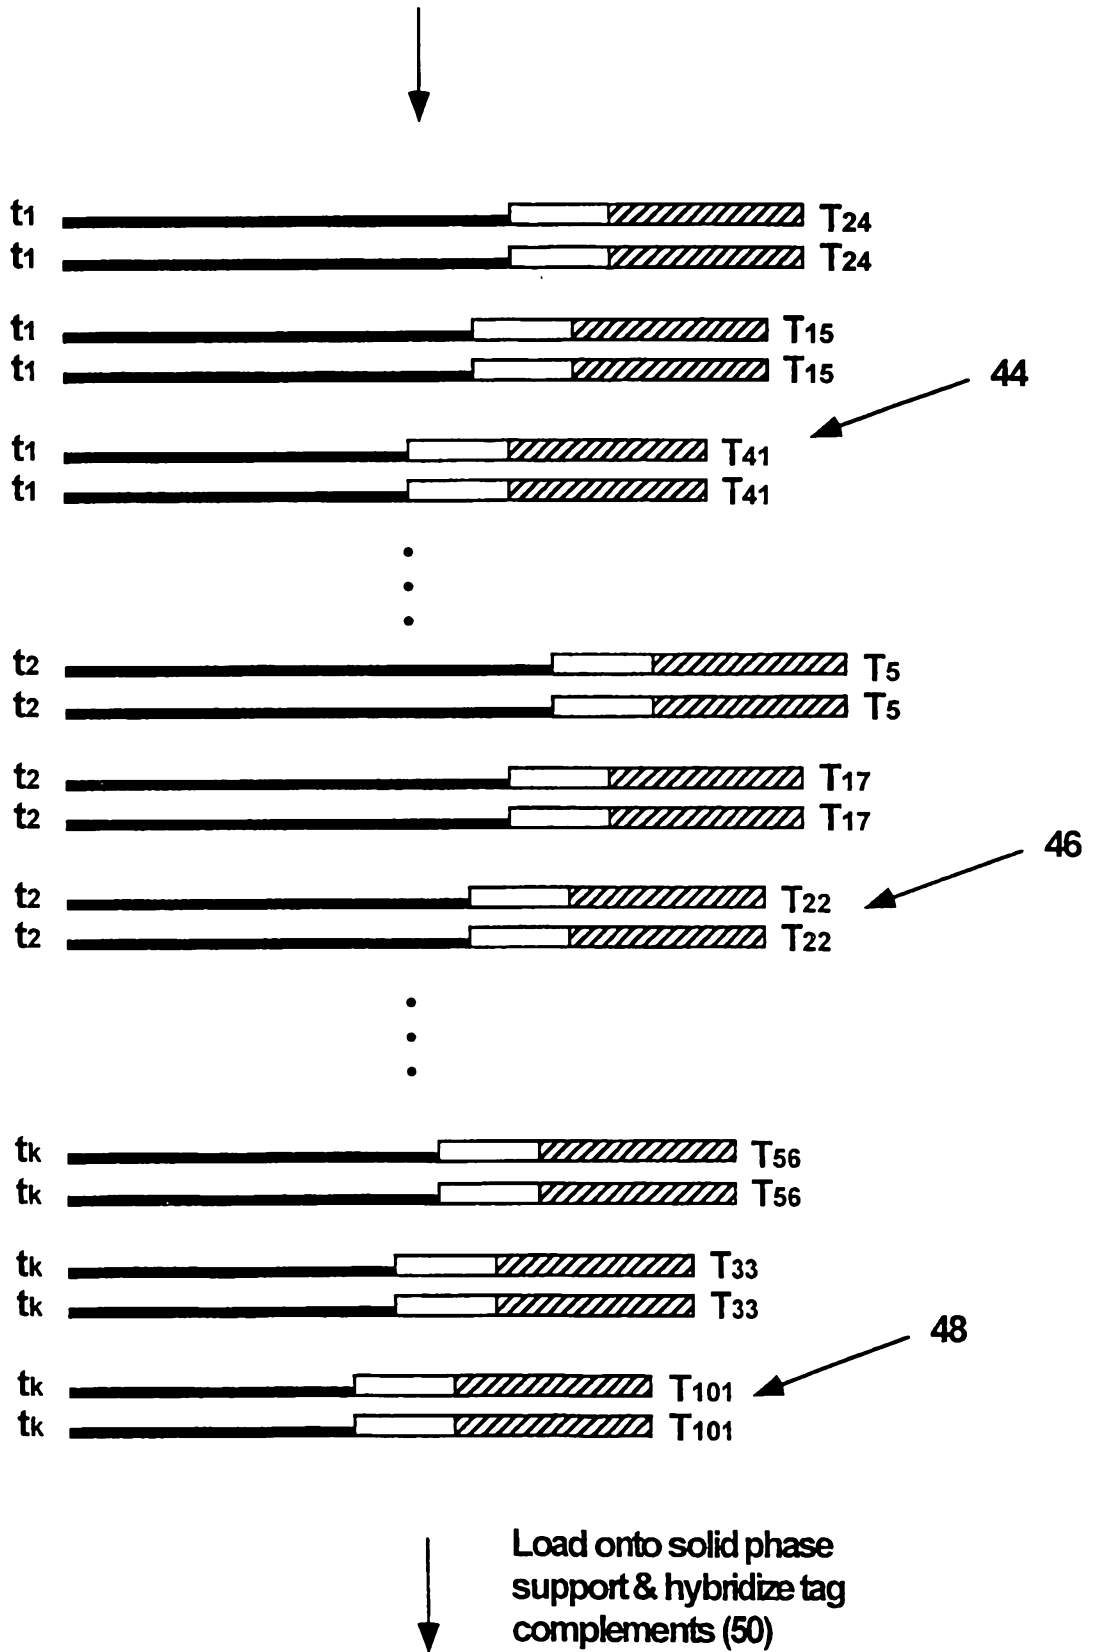 t1 T24
t1 T24
t1 T15
t1 T15
44
t1 T41
t1 T41
t2 T5
t2 T5
t2 T17
t2 T17
46
t2 T22
t2 T22
tk T56
tk T56
tk T33
tk T33
48
tk T101
tk T101
Load onto solid phase
support & hybridize tag
complements (50)